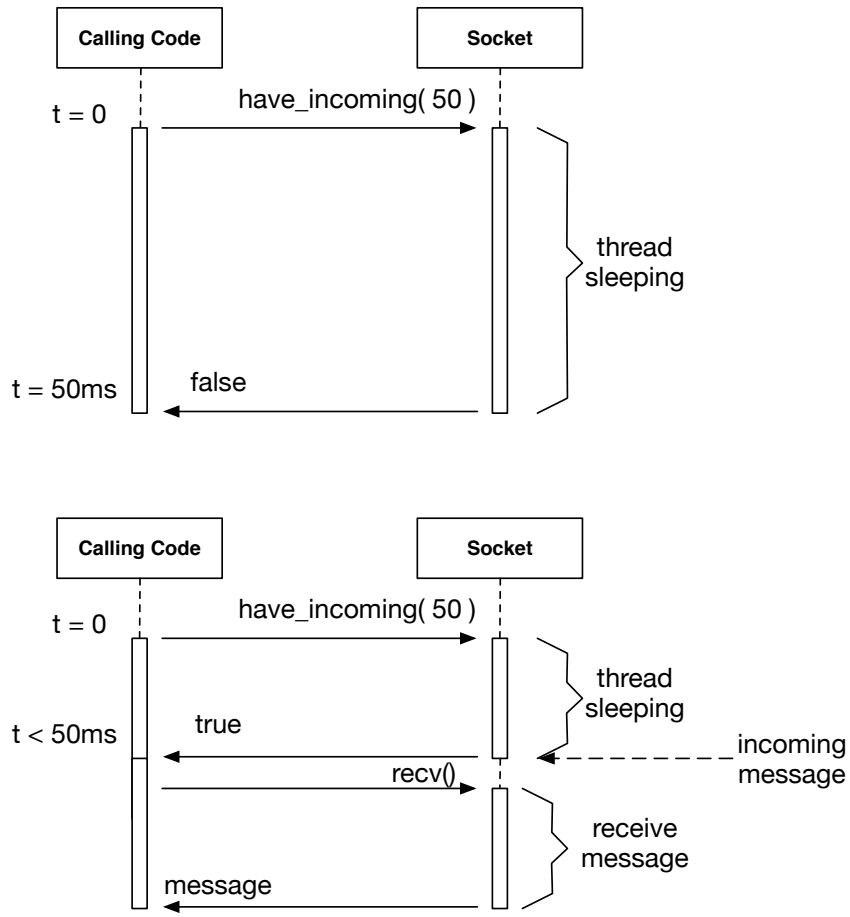 Calling Code
Socket
t = 0
have_incoming( 50 )
thread
sleeping
t = 50ms
false
Calling Code
Socket
t = 0
have_incoming( 50 )
thread
sleeping
t < 50ms
true
incoming
message
recv()
receive
message
message